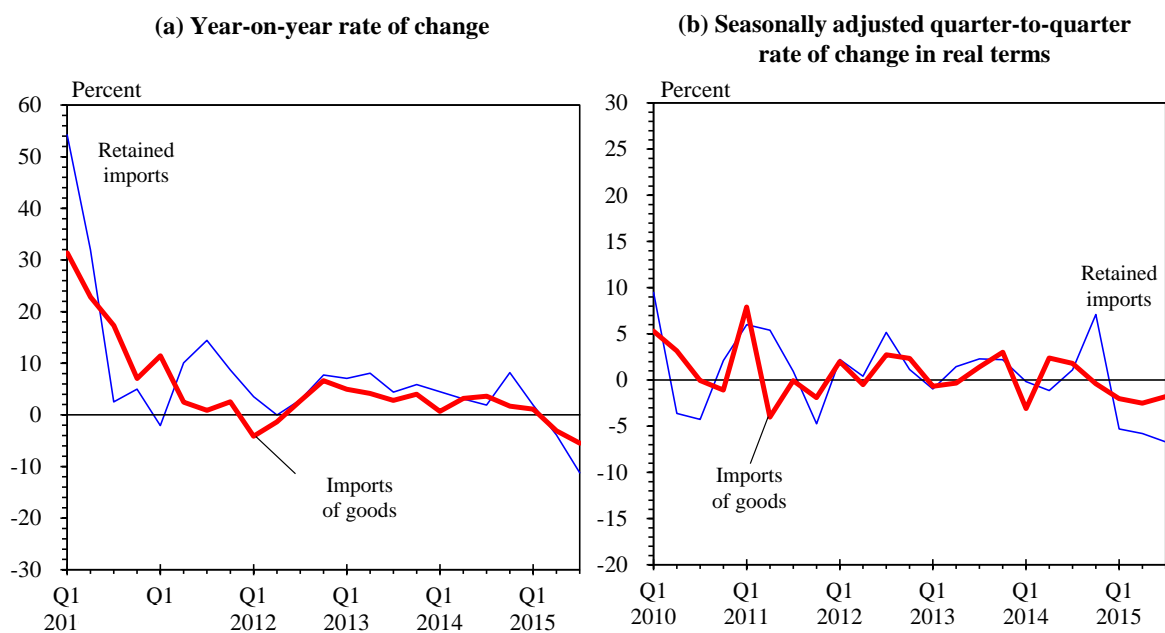 (a) Year-on-year rate of change
Percent
60
50
40
30
20
10
0
-10
-20
-30
Retained
imports
Imports
of goods
Q1 Q1 Q1 Q1 Q1 Q1
201 2012 2013 2014 2015
(b) Seasonally adjusted quarter-to-quarter
rate of change in real terms
Percent
30
25
20
15
10
5
0
-5
-10
-15
-20
Retained
imports
Imports
of goods
Q1 Q1 Q1 Q1 Q1 Q1
2010 2011 2012 2013 2014 2015